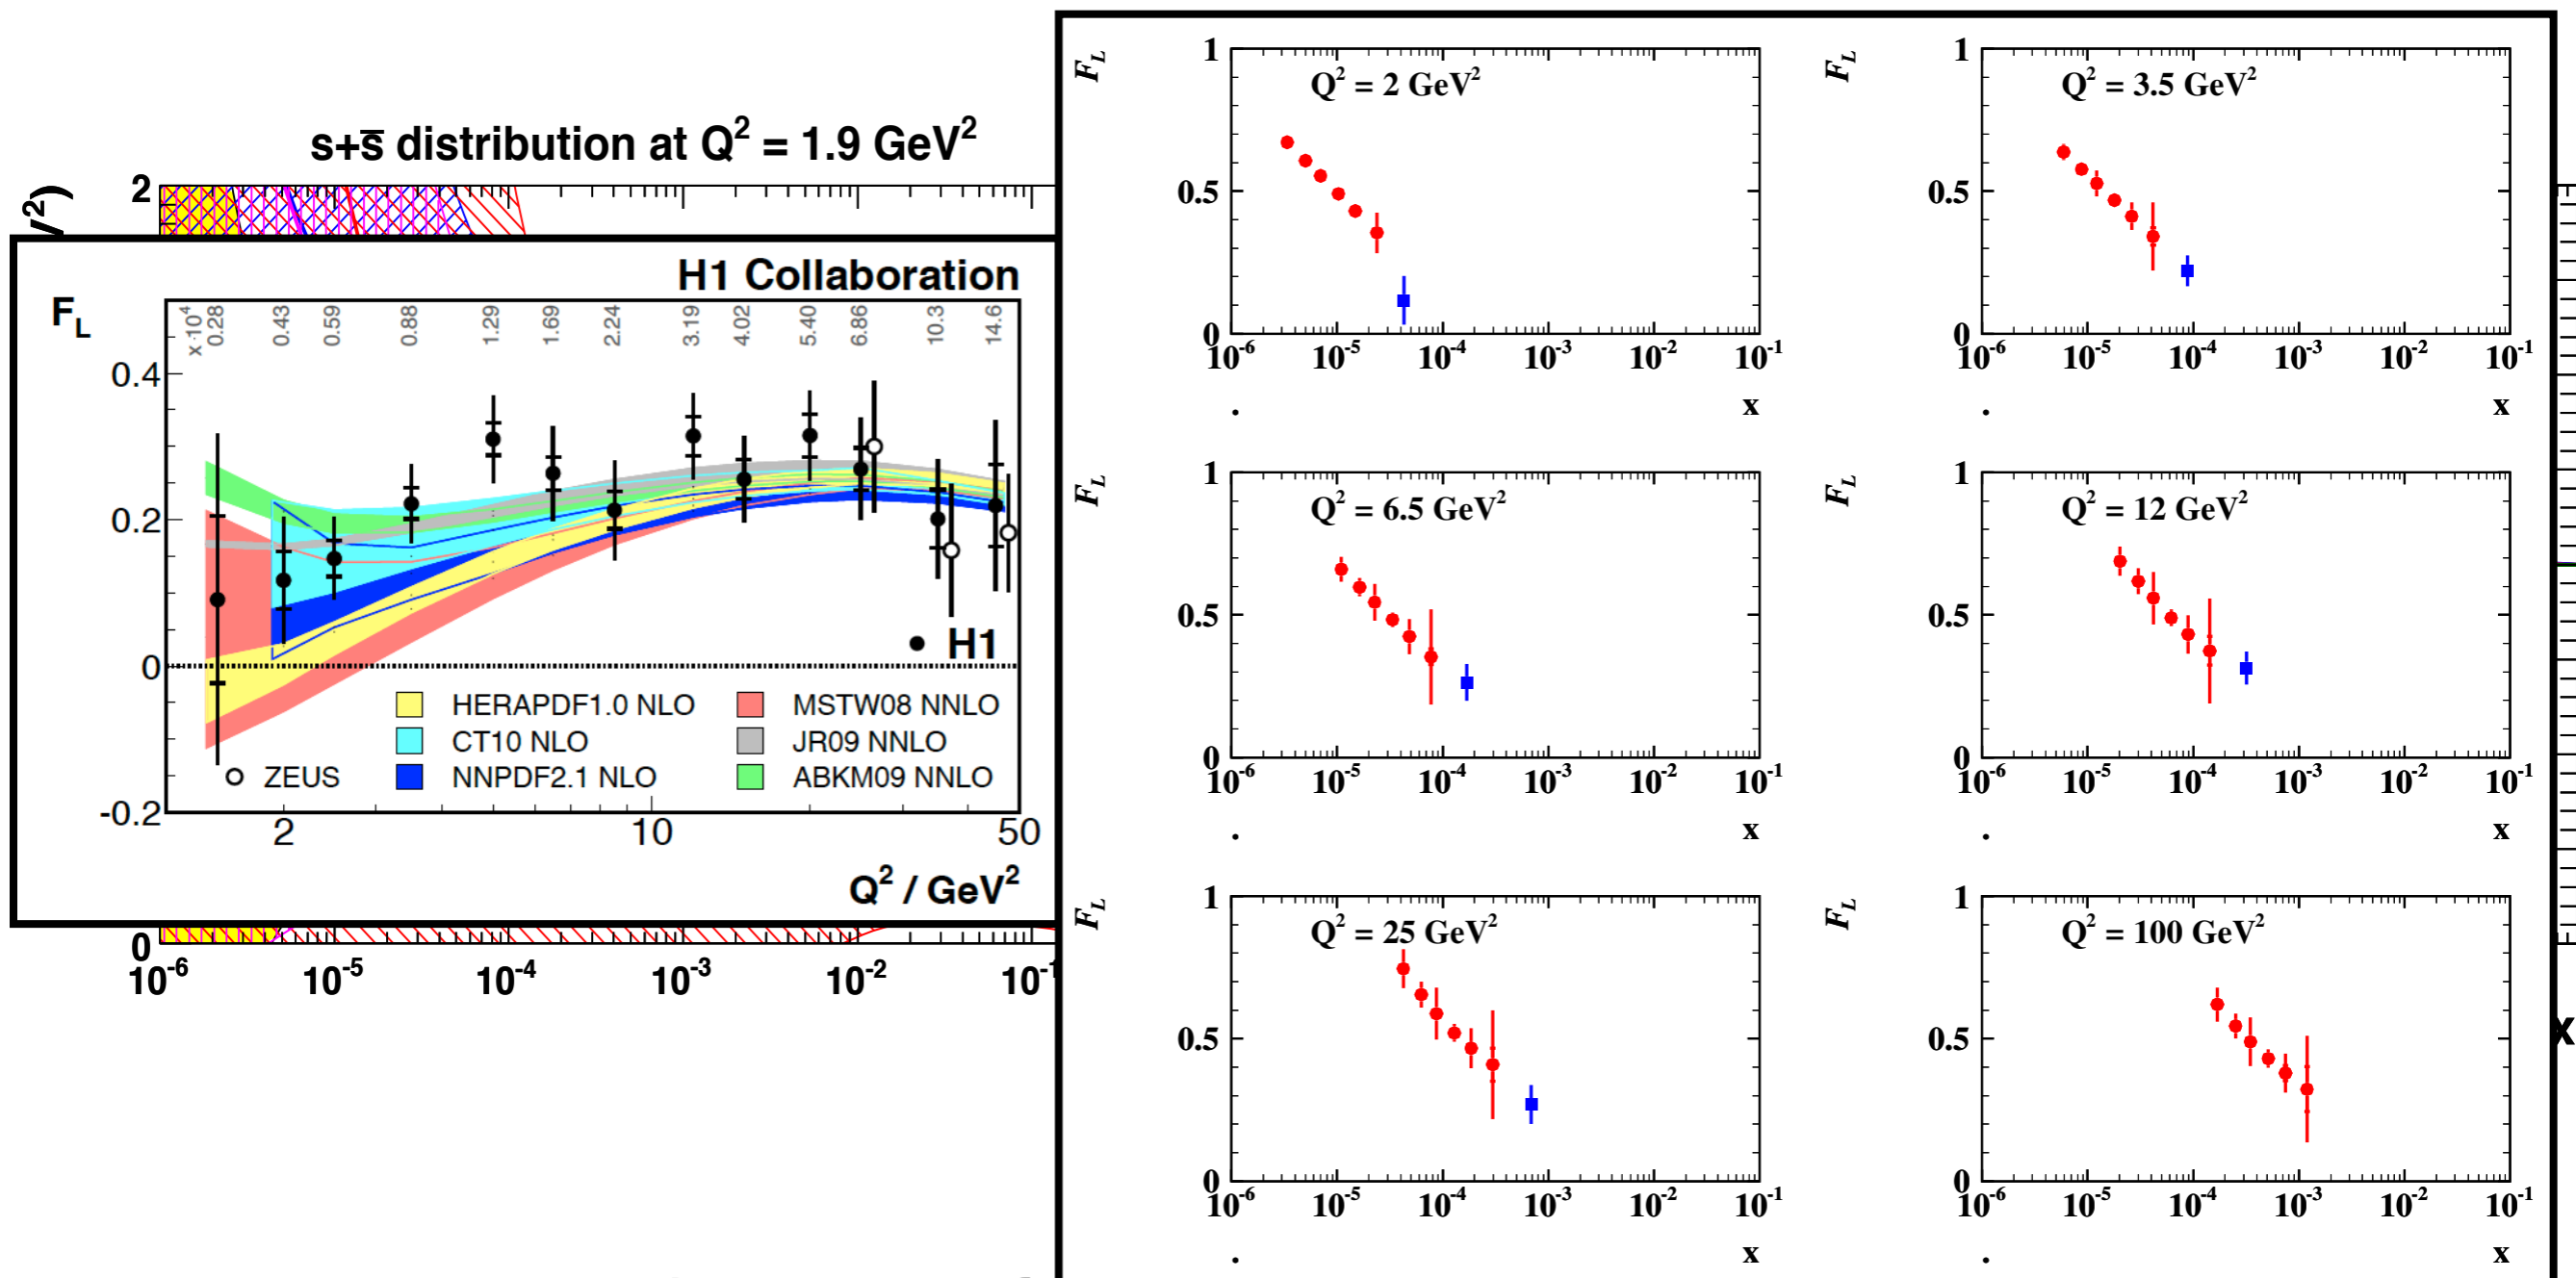 s+s̅ distribution at Q² = 1.9 GeV²
/²)
2
H1 Collaboration
F_L
x 10⁴
0.28 0.43 0.59 0.88 1.29 1.69 2.24 3.19 4.02 5.40 6.86 10.3 14.6
0.4
0.2
0
-0.2
H1
HERAPDF1.0 NLO MSTW08 NNLO
CT10 NLO JR09 NNLO
ZEUS NNPDF2.1 NLO ABKM09 NNLO
2 10 50
Q² / GeV²
0
10⁻⁶ 10⁻⁵ 10⁻⁴ 10⁻³ 10⁻² 10⁻¹
x
F_L
Q² = 2 GeV²
1
0.5
0
10⁻⁶ 10⁻⁵ 10⁻⁴ 10⁻³ 10⁻² 10⁻¹
. x
F_L
Q² = 3.5 GeV²
1
0.5
0
10⁻⁶ 10⁻⁵ 10⁻⁴ 10⁻³ 10⁻² 10⁻¹
. x
F_L
Q² = 6.5 GeV²
1
0.5
0
10⁻⁶ 10⁻⁵ 10⁻⁴ 10⁻³ 10⁻² 10⁻¹
. x
F_L
Q² = 12 GeV²
1
0.5
0
10⁻⁶ 10⁻⁵ 10⁻⁴ 10⁻³ 10⁻² 10⁻¹
. x
F_L
Q² = 25 GeV²
1
0.5
0
10⁻⁶ 10⁻⁵ 10⁻⁴ 10⁻³ 10⁻² 10⁻¹
. x
F_L
Q² = 100 GeV²
1
0.5
0
10⁻⁶ 10⁻⁵ 10⁻⁴ 10⁻³ 10⁻² 10⁻¹
. x